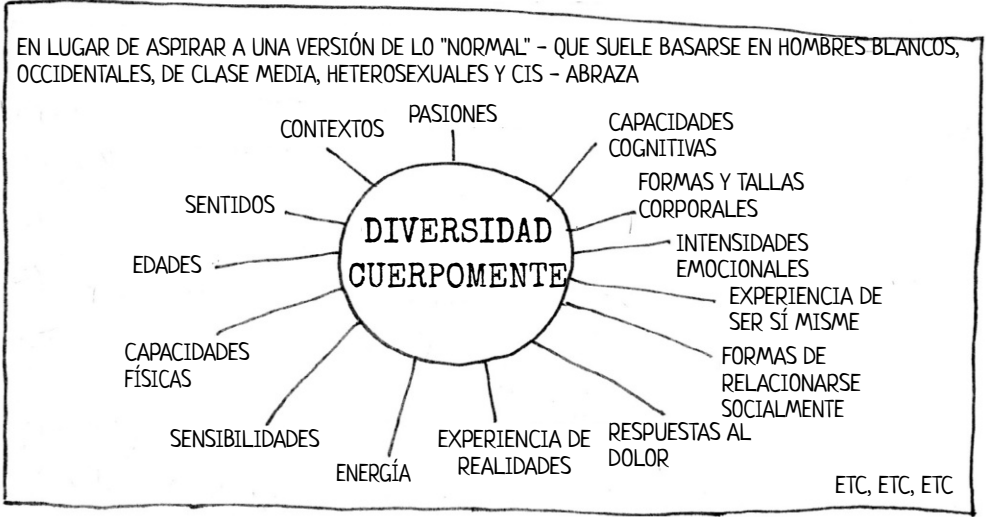 EN LUGAR DE ASPIRAR A UNA VERSIÓN DE LO "NORMAL" - QUE SUELE BASARSE EN HOMBRES BLANCOS,
OCCIDENTALES, DE CLASE MEDIA, HETEROSEXUALES Y CIS - ABRAZA
PASIONES
CONTEXTOS
CAPACIDADES
COGNITIVAS
FORMAS Y TALLAS
CORPORALES
SENTIDOS
DIVERSIDAD
CUERPOMENTE
INTENSIDADES
EMOCIONALES
EDADES
EXPERIENCIA DE
SER SÍ MISME
CAPACIDADES
FÍSICAS
FORMAS DE
RELACIONARSE
SOCIALMENTE
SENSIBILIDADES
ENERGÍA
EXPERIENCIA DE
REALIDADES
RESPUESTAS AL
DOLOR
ETC, ETC, ETC